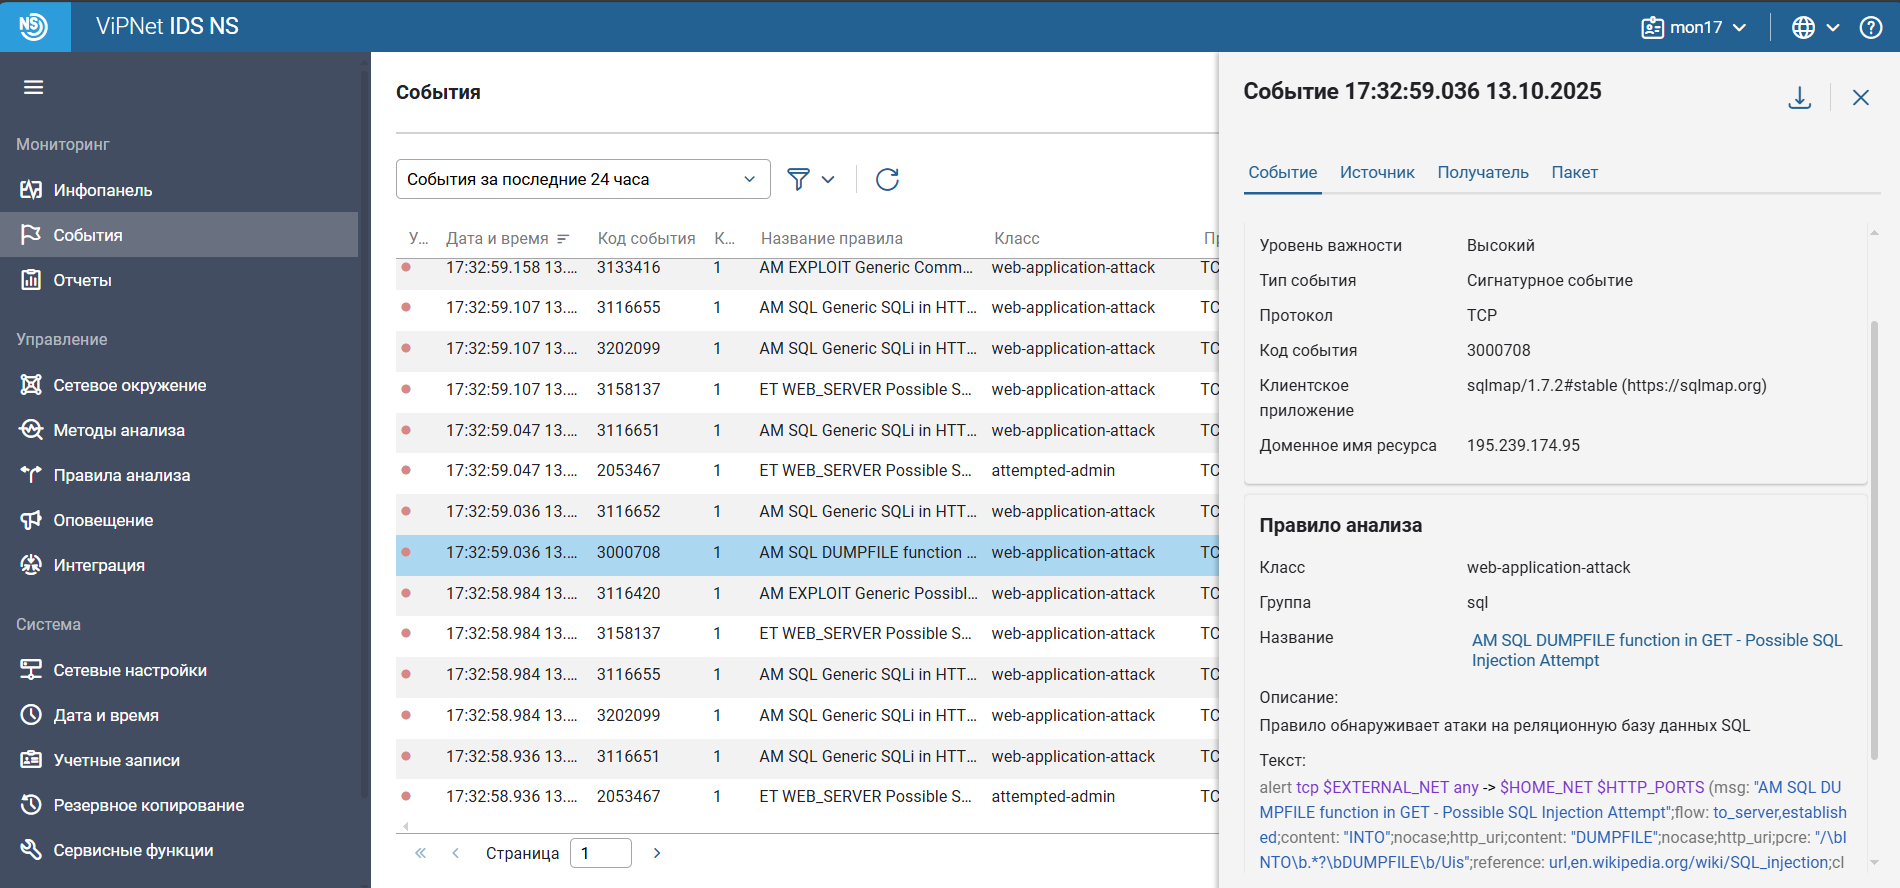 NS
ViPNet IDS NS
mon17
Мониторинг
Инфопанель
События
Отчеты
Управление
Сетевое окружение
Методы анализа
Правила анализа
Оповещение
Интеграция
Система
Сетевые настройки
Дата и время
Учетные записи
Резервное копирование
Сервисные функции
События
События за последние 24 часа
У... Дата и время Код события К... Название правила Класс
17:32:59.158 13.... 3133416 1 AM EXPLOIT Generic Comm... web-application-attack TC
17:32:59.107 13.... 3116655 1 AM SQL Generic SQLi in HTT... web-application-attack TC
17:32:59.107 13.... 3202099 1 AM SQL Generic SQLi in HTT... web-application-attack TC
17:32:59.107 13.... 3158137 1 ET WEB_SERVER Possible S... web-application-attack TC
17:32:59.047 13.... 3116651 1 AM SQL Generic SQLi in HTT... web-application-attack TC
17:32:59.047 13.... 2053467 1 ET WEB_SERVER Possible S... attempted-admin TC
17:32:59.036 13.... 3116652 1 AM SQL Generic SQLi in HTT... web-application-attack TC
17:32:59.036 13.... 3000708 1 AM SQL DUMPFILE function ... web-application-attack TC
17:32:58.984 13.... 3116420 1 AM EXPLOIT Generic Possibl... web-application-attack TC
17:32:58.984 13.... 3158137 1 ET WEB_SERVER Possible S... web-application-attack TC
17:32:58.984 13.... 3116655 1 AM SQL Generic SQLi in HTT... web-application-attack TC
17:32:58.984 13.... 3202099 1 AM SQL Generic SQLi in HTT... web-application-attack TC
17:32:58.936 13.... 3116651 1 AM SQL Generic SQLi in HTT... web-application-attack TC
17:32:58.936 13.... 2053467 1 ET WEB_SERVER Possible S... attempted-admin TC
Страница 1
Событие 17:32:59.036 13.10.2025
Событие Источник Получатель Пакет
Уровень важности Высокий
Тип события Сигнатурное событие
Протокол TCP
Код события 3000708
Клиентское sqlmap/1.7.2#stable (https://sqlmap.org)
приложение
Доменное имя ресурса 195.239.174.95
Правило анализа
Класс web-application-attack
Группа sql
Название AM SQL DUMPFILE function in GET - Possible SQL
Injection Attempt
Описание:
Правило обнаруживает атаки на реляционную базу данных SQL
Текст:
alert tcp $EXTERNAL_NET any -> $HOME_NET $HTTP_PORTS (msg: "AM SQL DU
MPFILE function in GET - Possible SQL Injection Attempt";flow: to_server,establish
ed;content: "INTO";nocase;http_uri;content: "DUMPFILE";nocase;http_uri;pcre: "/\bI
NTO\b.*?\bDUMPFILE\b/Uis";reference: url,en.wikipedia.org/wiki/SQL_injection;cl